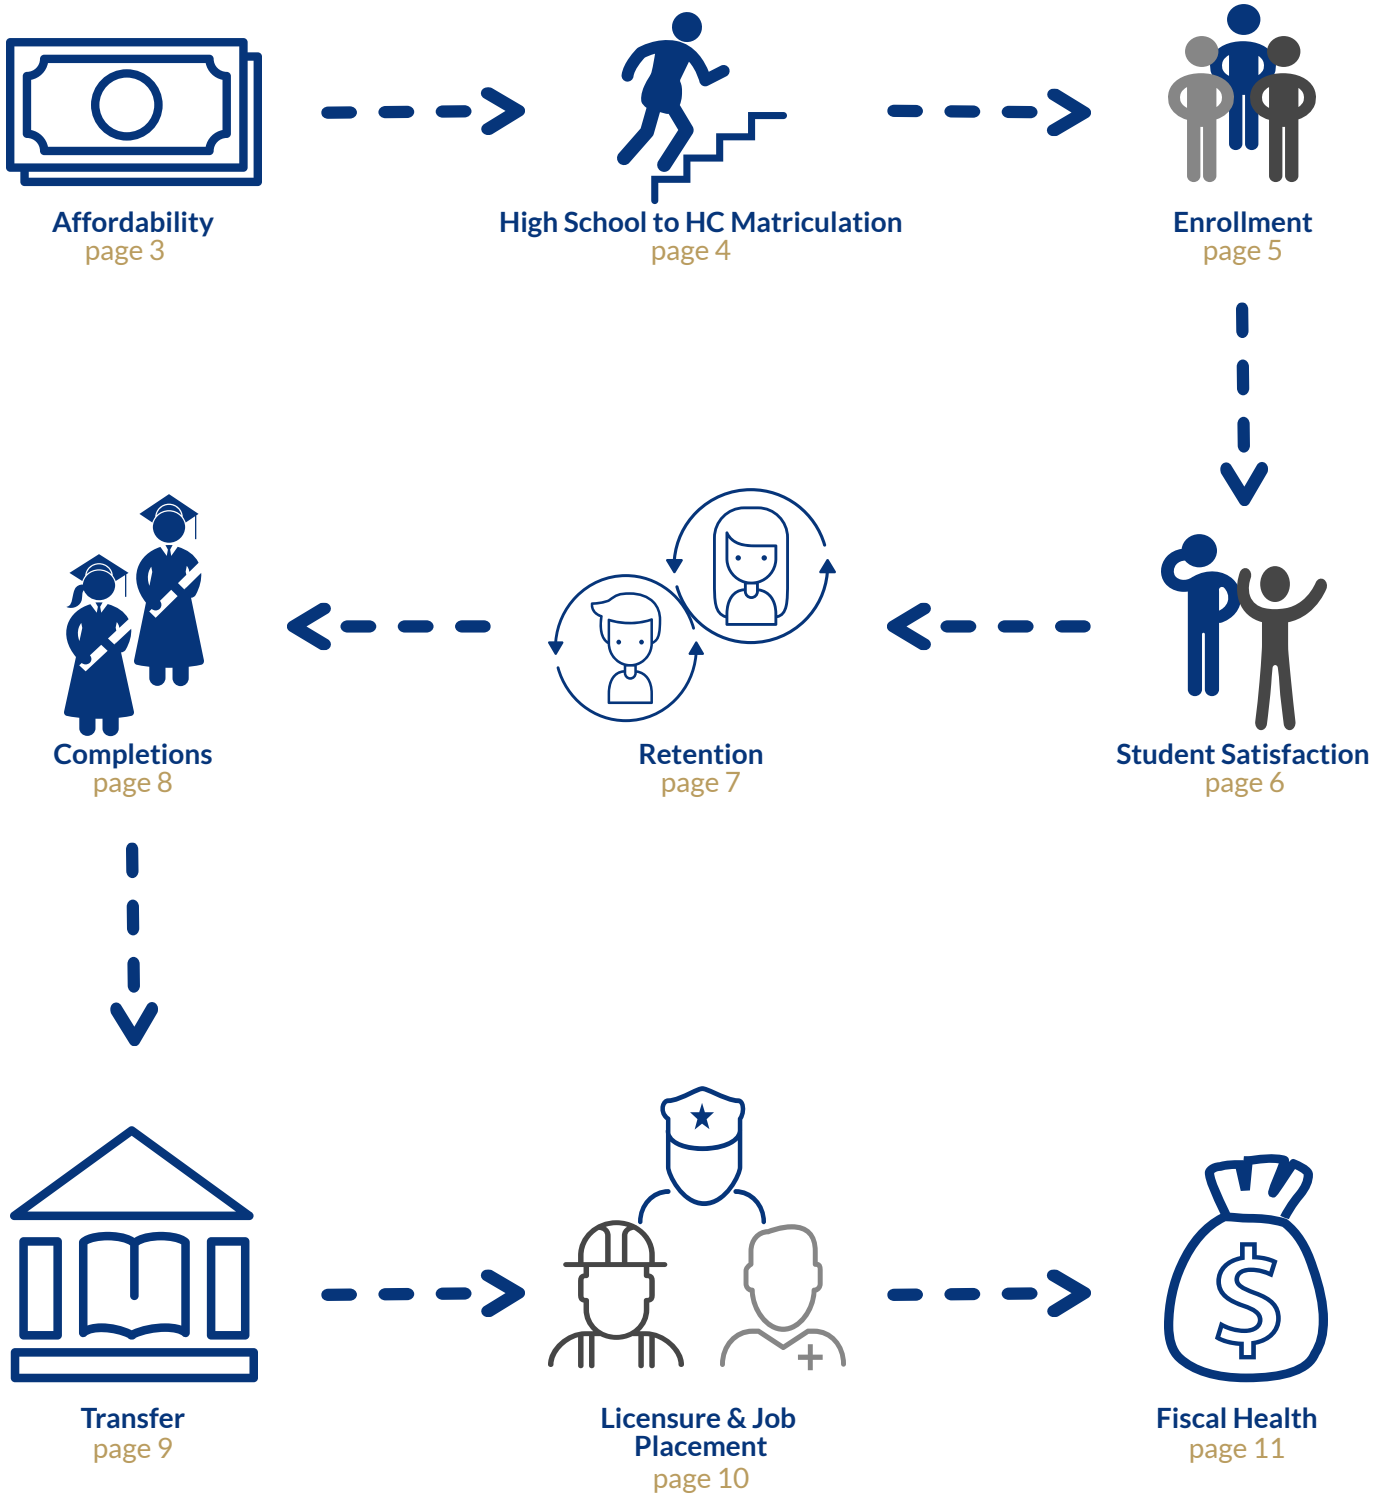 Affordability
page 3
High School to HC Matriculation
page 4
Enrollment
page 5
Student Satisfaction
page 6
Retention
page 7
Completions
page 8
Transfer
page 9
Licensure & Job
Placement
page 10
$
Fiscal Health
page 11